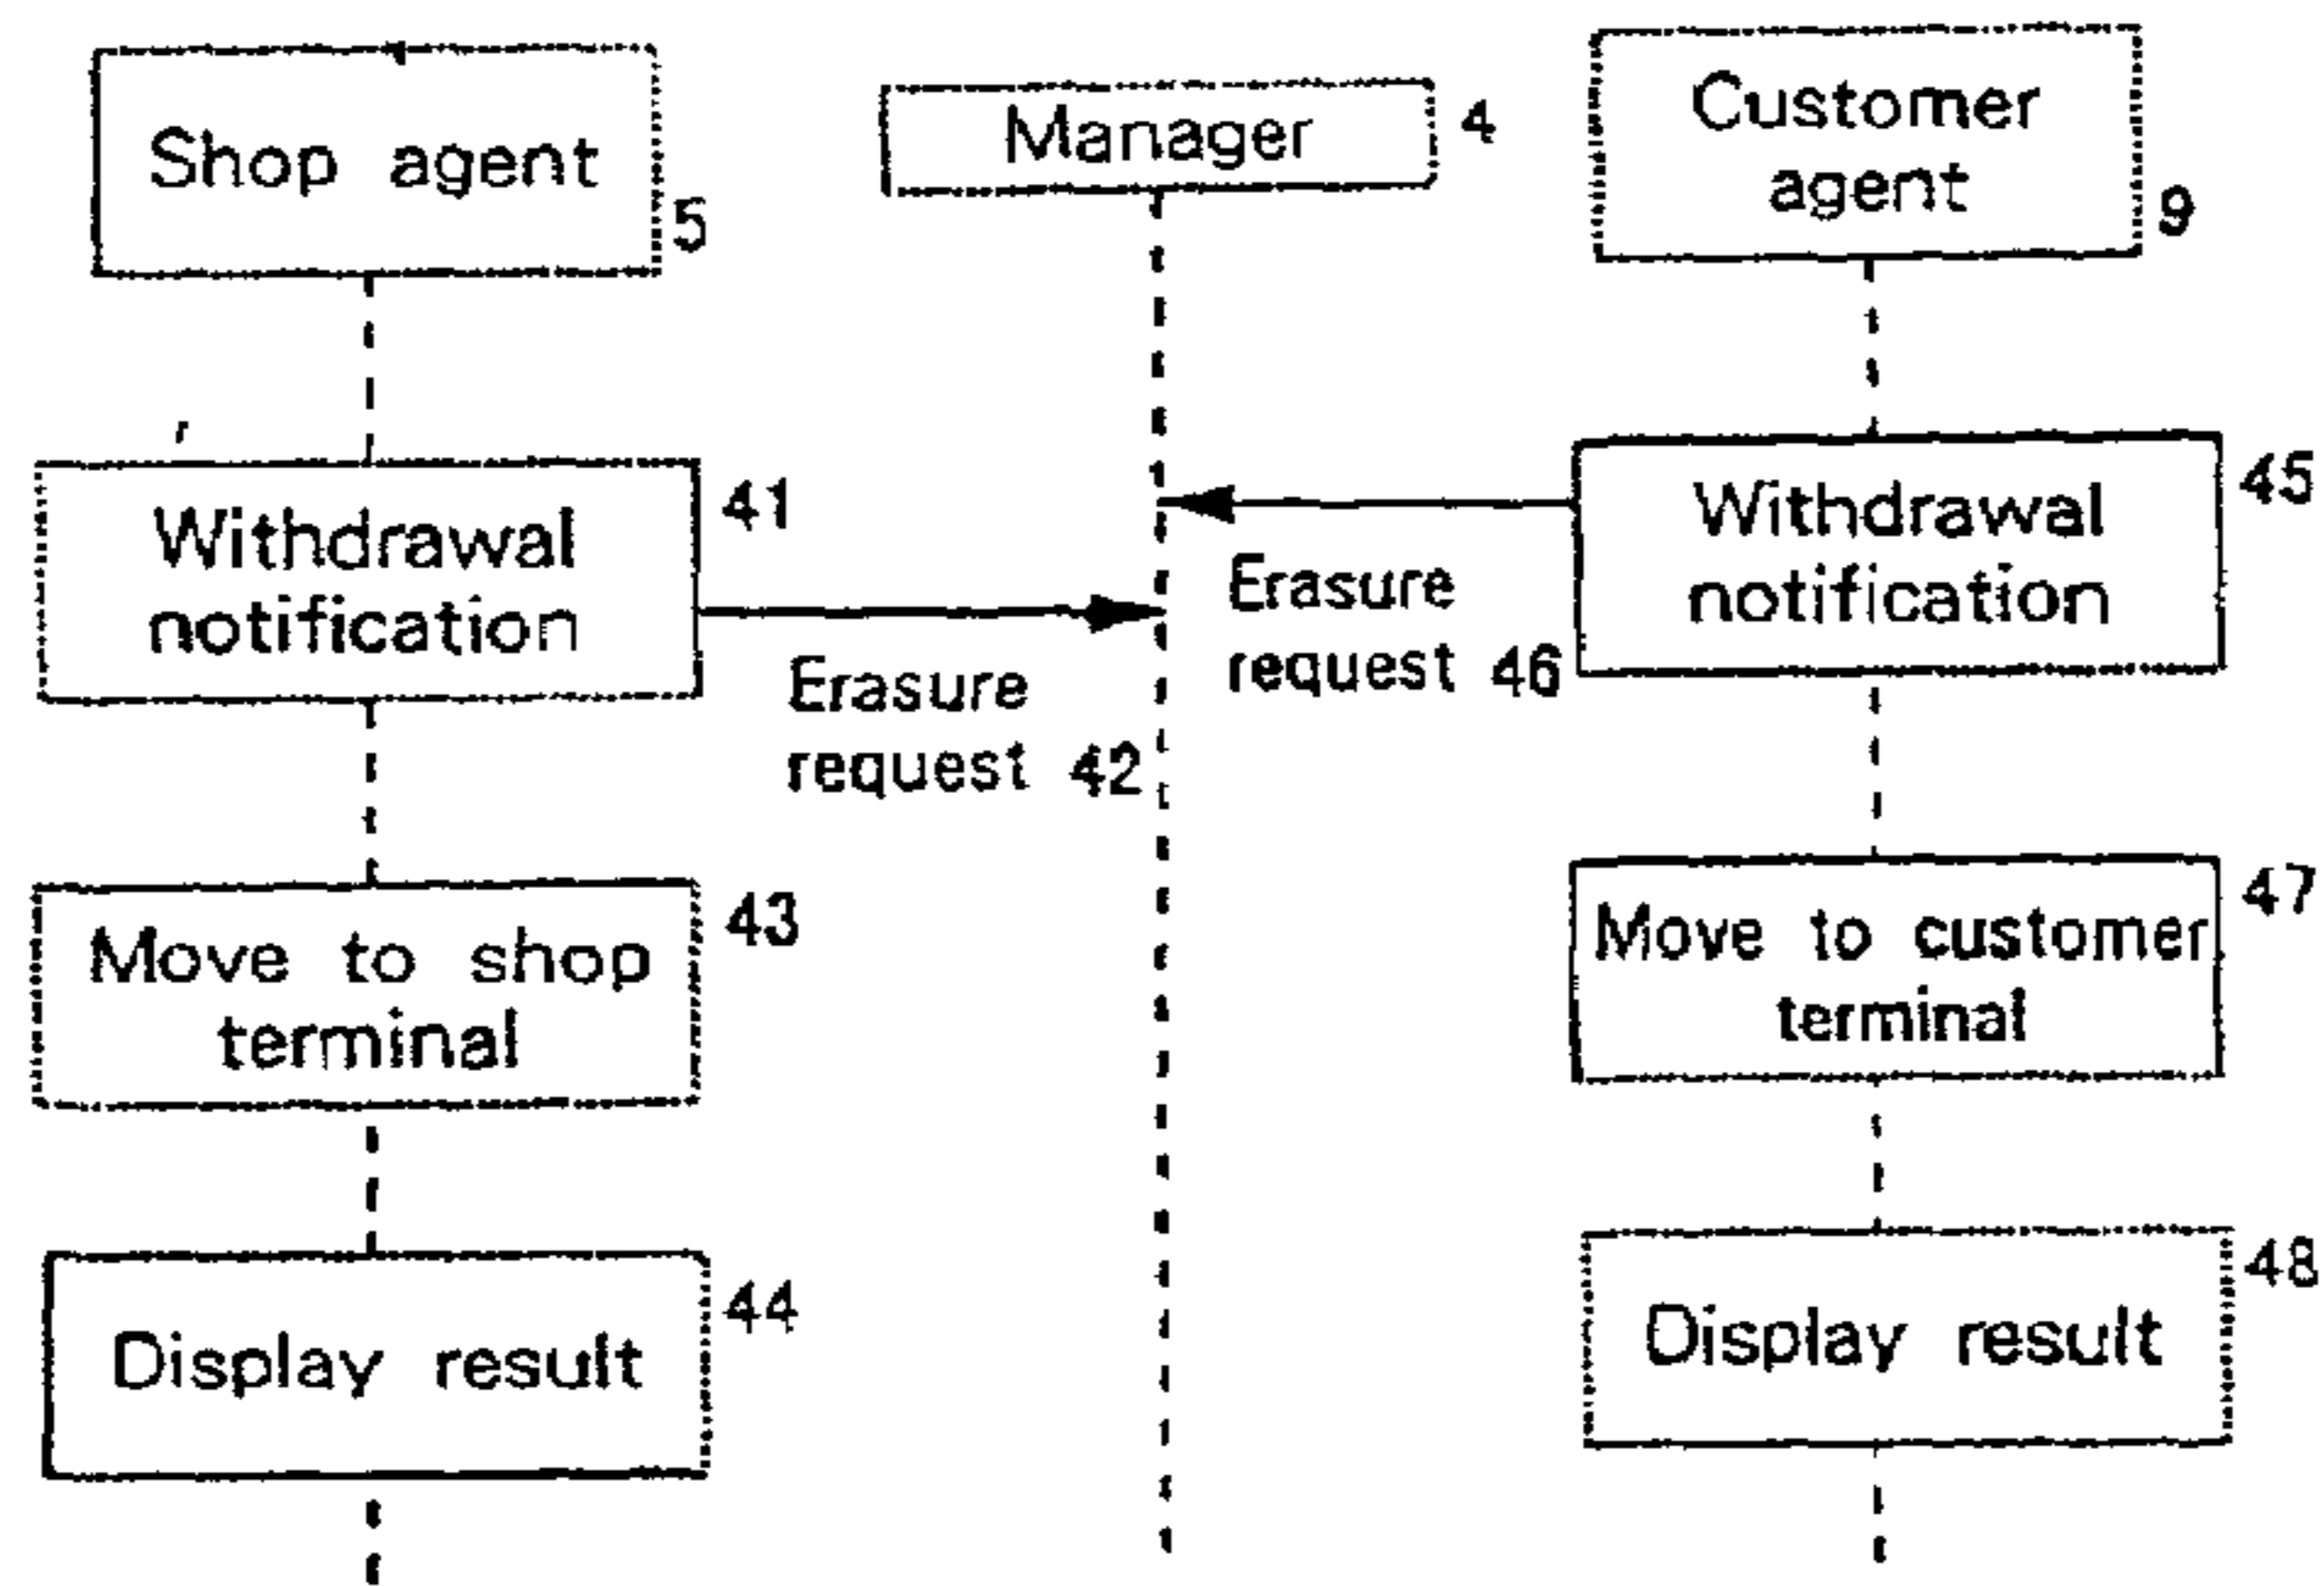 Shop agent
5
Manager
4
Customer
agent
9
Withdrawal
notification
41
Erasure
request 42
Withdrawal
notification
45
Erasure
request 46
Move to shop
terminal
43
Move to customer
terminal
47
Display result
44
Display result
48